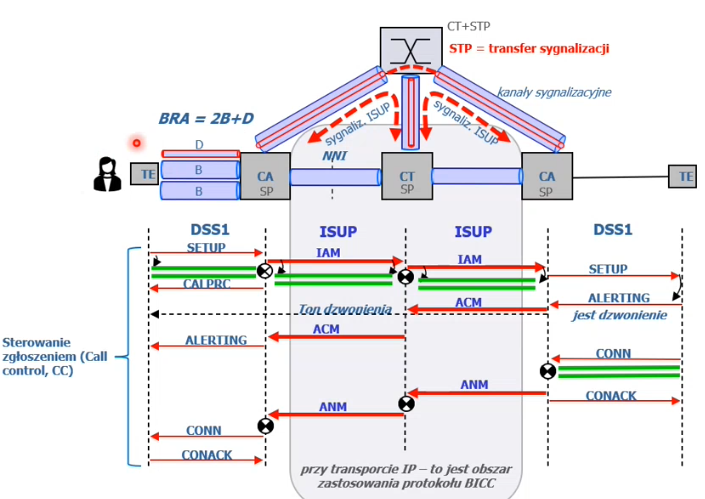 CT+STP
STP = transfer sygnalizacji
kanały sygnalizacyjne
sygnaliz. ISUP
sygnaliz. ISUP
BRA = 2B+D
D
B
B
TE
CA
SP
NNI
CT
SP
CA
SP
TE
DSS1
ISUP
ISUP
DSS1
SETUP
IAM
IAM
SETUP
CALPRC
Ton dzwonienia
ACM
ALERTING
jest dzwonienie
ACM
ALERTING
Sterowanie
zgłoszeniem (Call
control, CC)
CONN
ANM
CONACK
ANM
CONN
CONACK
przy transporcie IP – to jest obszar
zastosowania protokołu BICC